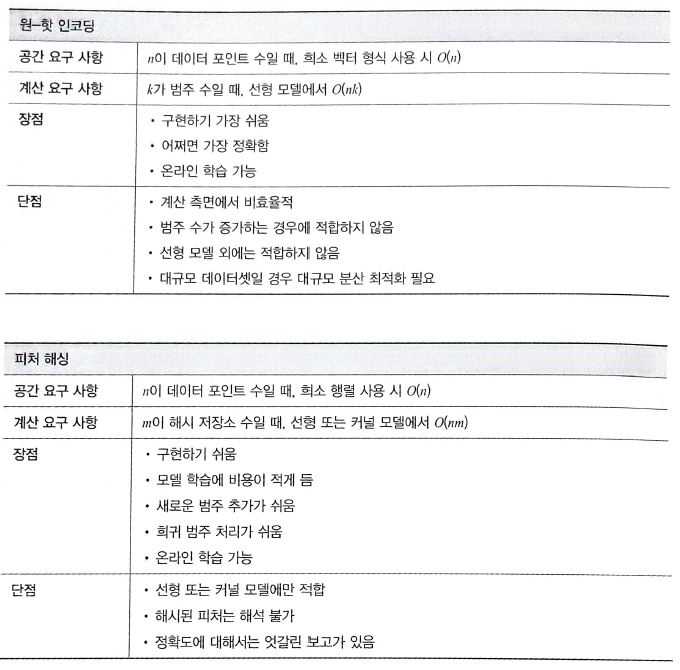 원-핫 인코딩
공간 요구 사항 n이 데이터 포인트 수일 때, 희소 벡터 형식 사용 시 O(n)
계산 요구 사항 k가 범주 수일 때, 선형 모델에서 O(nk)
장점 • 구현하기 가장 쉬움
• 어쩌면 가장 정확함
• 온라인 학습 가능
단점 • 계산 측면에서 비효율적
• 범주 수가 증가하는 경우에 적합하지 않음
• 선형 모델 외에는 적합하지 않음
• 대규모 데이터셋일 경우 대규모 분산 최적화 필요
피처 해싱
공간 요구 사항 n이 데이터 포인트 수일 때, 희소 행렬 사용 시 O(n)
계산 요구 사항 m이 해시 저장소 수일 때, 선형 또는 커널 모델에서 O(nm)
장점 • 구현하기 쉬움
• 모델 학습에 비용이 적게 듬
• 새로운 범주 추가가 쉬움
• 희귀 범주 처리가 쉬움
• 온라인 학습 가능
단점 • 선형 또는 커널 모델에만 적합
• 해시된 피처는 해석 불가
• 정확도에 대해서는 엇갈린 보고가 있음